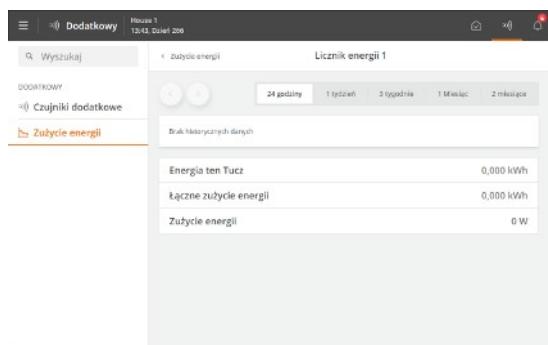 Dodatkowy
House 1
13:43, Dzień 286
Wyszukaj
Zużycie energii
Licznik energii 1
DODATKOWY
Czujniki dodatkowe
Zużycie energii
24 godziny
1 tydzień
3 tygodnie
1 Miesiąc
2 miesiące
Brak historycznych danych
Energia ten Tucz 0,000 kWh
Łączne zużycie energii 0,000 kWh
Zużycie energii 0 W